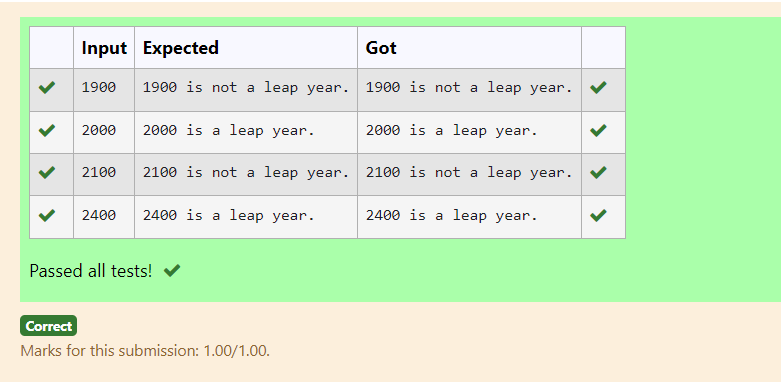 Input Expected Got
1900 1900 is not a leap year. 1900 is not a leap year.
2000 2000 is a leap year. 2000 is a leap year.
2100 2100 is not a leap year. 2100 is not a leap year.
2400 2400 is a leap year. 2400 is a leap year.
Passed all tests!
Correct
Marks for this submission: 1.00/1.00.